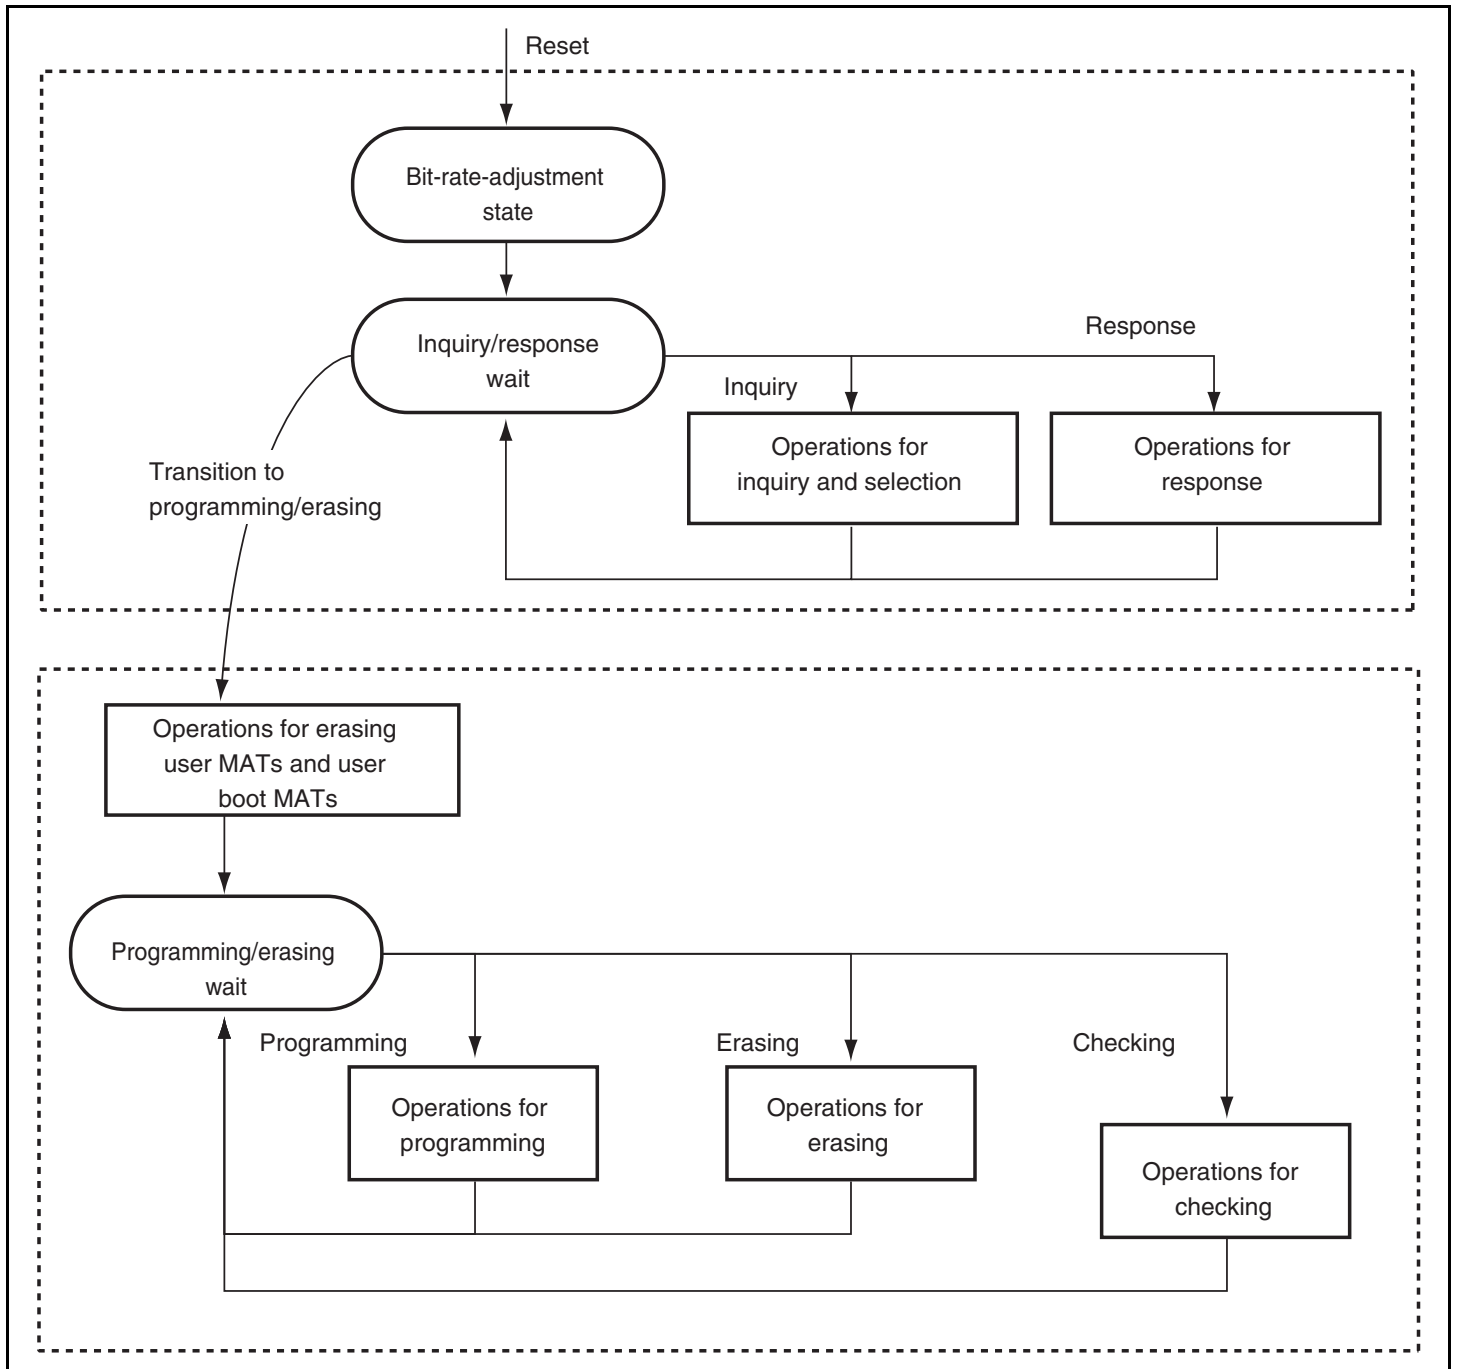 Reset
Bit-rate-adjustment
state
Inquiry/response
wait
Response
Inquiry
Operations for
inquiry and selection
Operations for
response
Transition to
programming/erasing
Operations for erasing
user MATs and user
boot MATs
Programming/erasing
wait
Programming
Erasing
Checking
Operations for
programming
Operations for
erasing
Operations for
checking